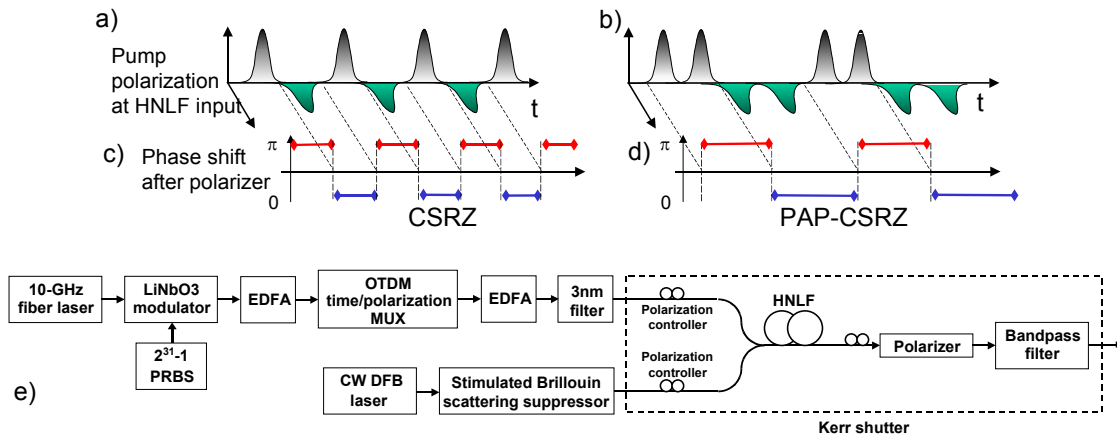 a)
b)
Pump
polarization
at HNLF input
t
t
c)
π
Phase shift
after polarizer
0
d)
π
0
CSRZ
PAP-CSRZ
10-GHz
fiber laser
LiNbO3
modulator
EDFA
OTDM
time/polarization
MUX
EDFA
3nm
filter
2³¹-1
PRBS
Polarization
controller
HNLF
Polarization
controller
Polarizer
Bandpass
filter
e)
CW DFB
laser
Stimulated Brillouin
scattering suppressor
Kerr shutter